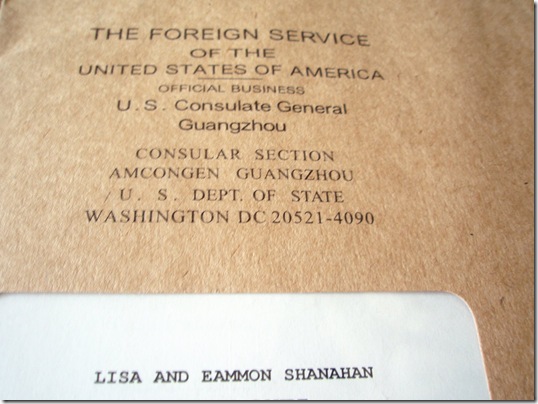 THE FOREIGN SERVICE
OF THE
UNITED STATES OF AMERICA
OFFICIAL BUSINESS
U.S. Consulate General
Guangzhou
CONSULAR SECTION
AMCONGEN GUANGZHOU
U. S. DEPT. OF STATE
WASHINGTON DC 20521-4090
LISA AND EAMMON SHANAHAN